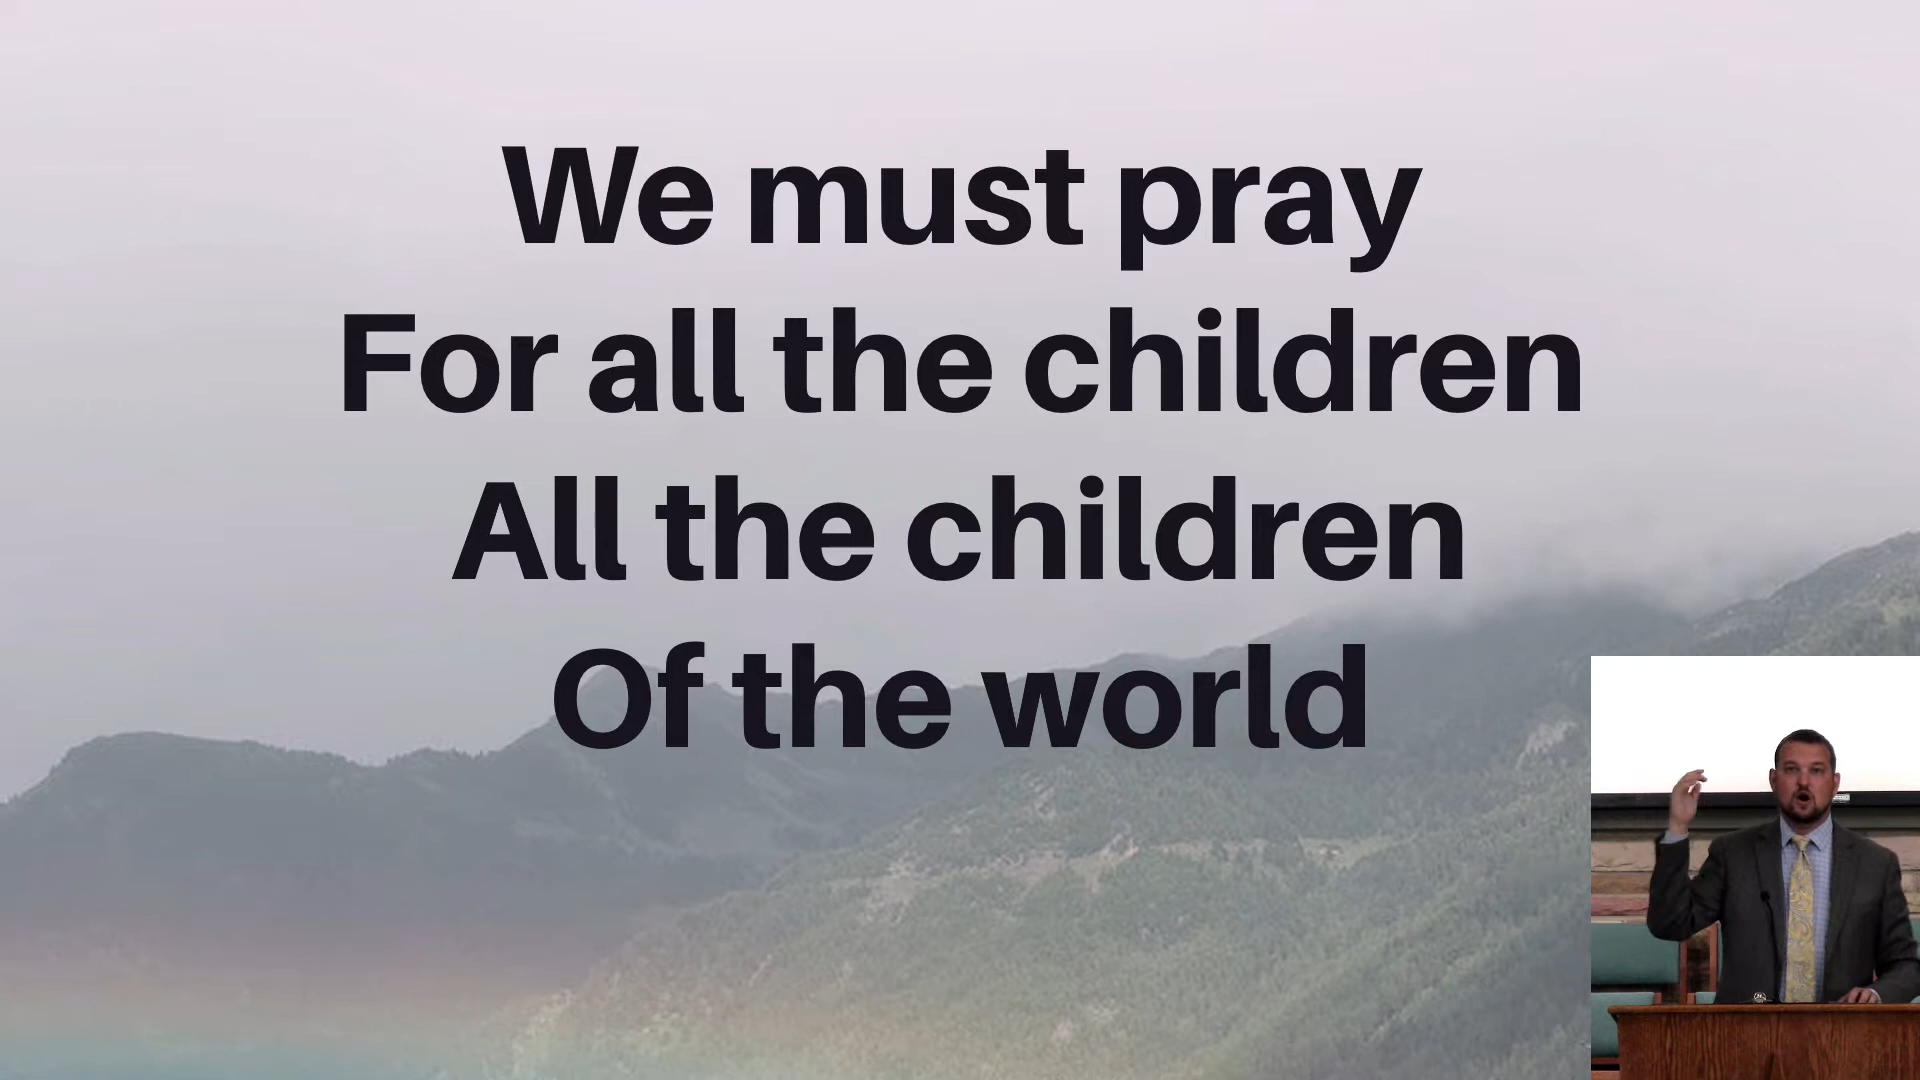 We must pray
For all the children
All the children
Of the world